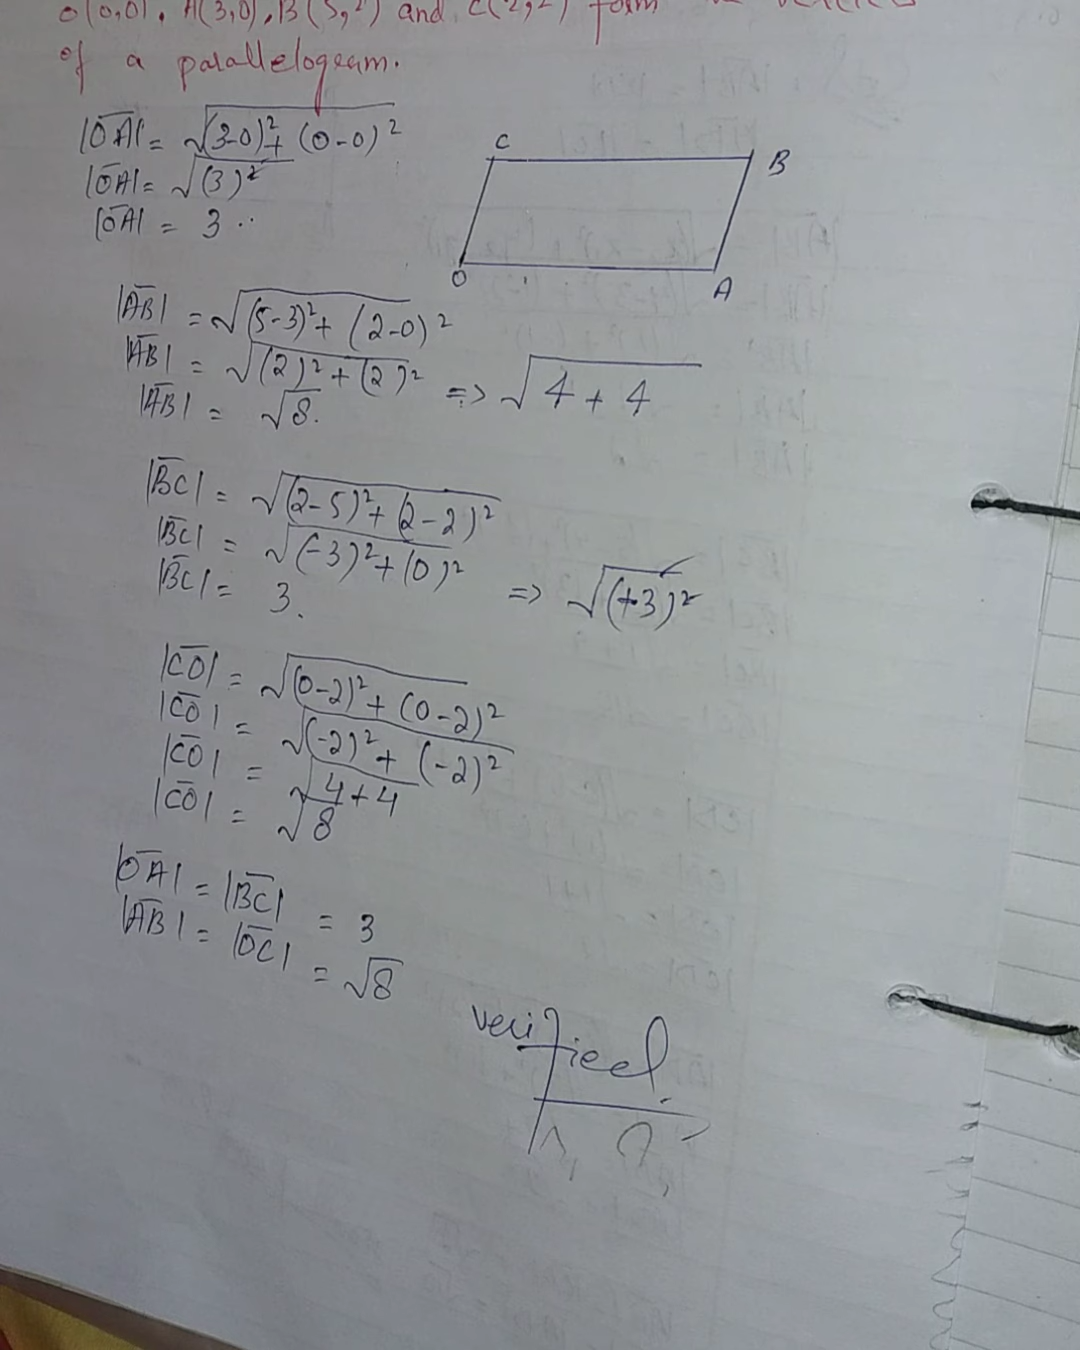 O(0,0), A(3,0), B(5,2) and C(2,2) form
of a parallelogram.
|OA| = √(3-0)²+ (0-0)²
|OA| = √(3)²
|OA| = 3 ..
C
B
O
A
|AB| = √(5-3)²+ (2-0)²
|AB| = √(2)²+(2)² => √4+4
|AB| = √8.
|BC| = √(2-5)²+(2-2)²
|BC| = √(-3)²+(0)² => √(+3)²
|BC| = 3.
|CO| = √(0-2)²+(0-2)²
|CO| = √(-2)²+(-2)²
|CO| = √4+4
|CO| = √8
|OA| = |BC| = 3
|AB| = |OC| = √8
verified.